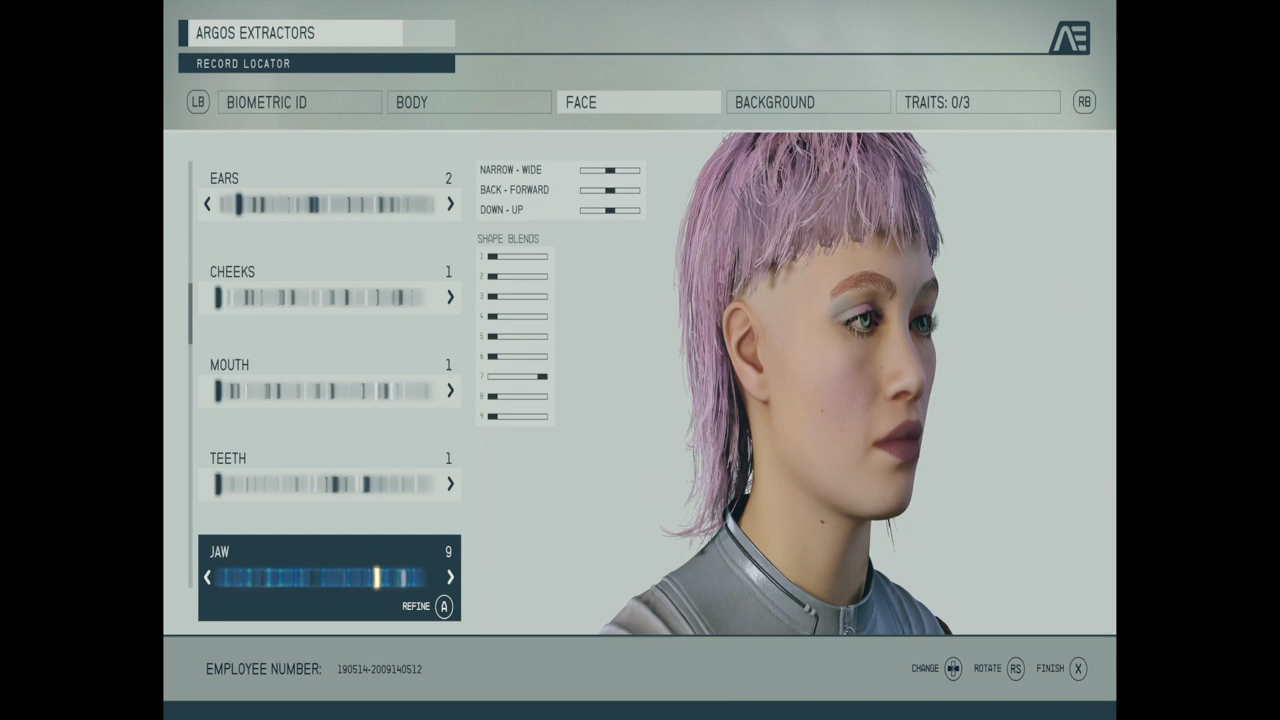 ARGOS EXTRACTORS
RECORD LOCATOR
LB BIOMETRIC ID BODY FACE BACKGROUND TRAITS: 0/3 RB
EARS 2
CHEEKS 1
MOUTH 1
TEETH 1
JAW 9
REFINE A
NARROW - WIDE
BACK - FORWARD
DOWN - UP
SHAPE BLENDS
1
2
3
4
5
6
7
8
9
EMPLOYEE NUMBER: 190514-2009140512
CHANGE ROTATE RS FINISH X